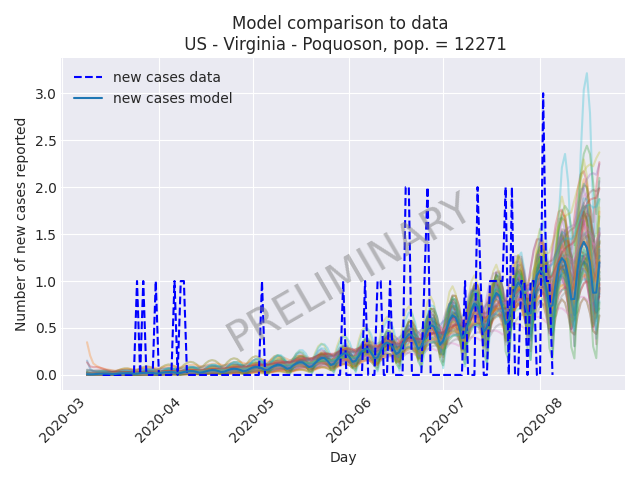 Model comparison to data
US - Virginia - Poquoson, pop. = 12271
new cases data
new cases model
Number of new cases reported
3.0
2.5
2.0
1.5
1.0
0.5
0.0
PRELIMINARY
2020-03
2020-04
2020-05
2020-06
2020-07
2020-08
Day